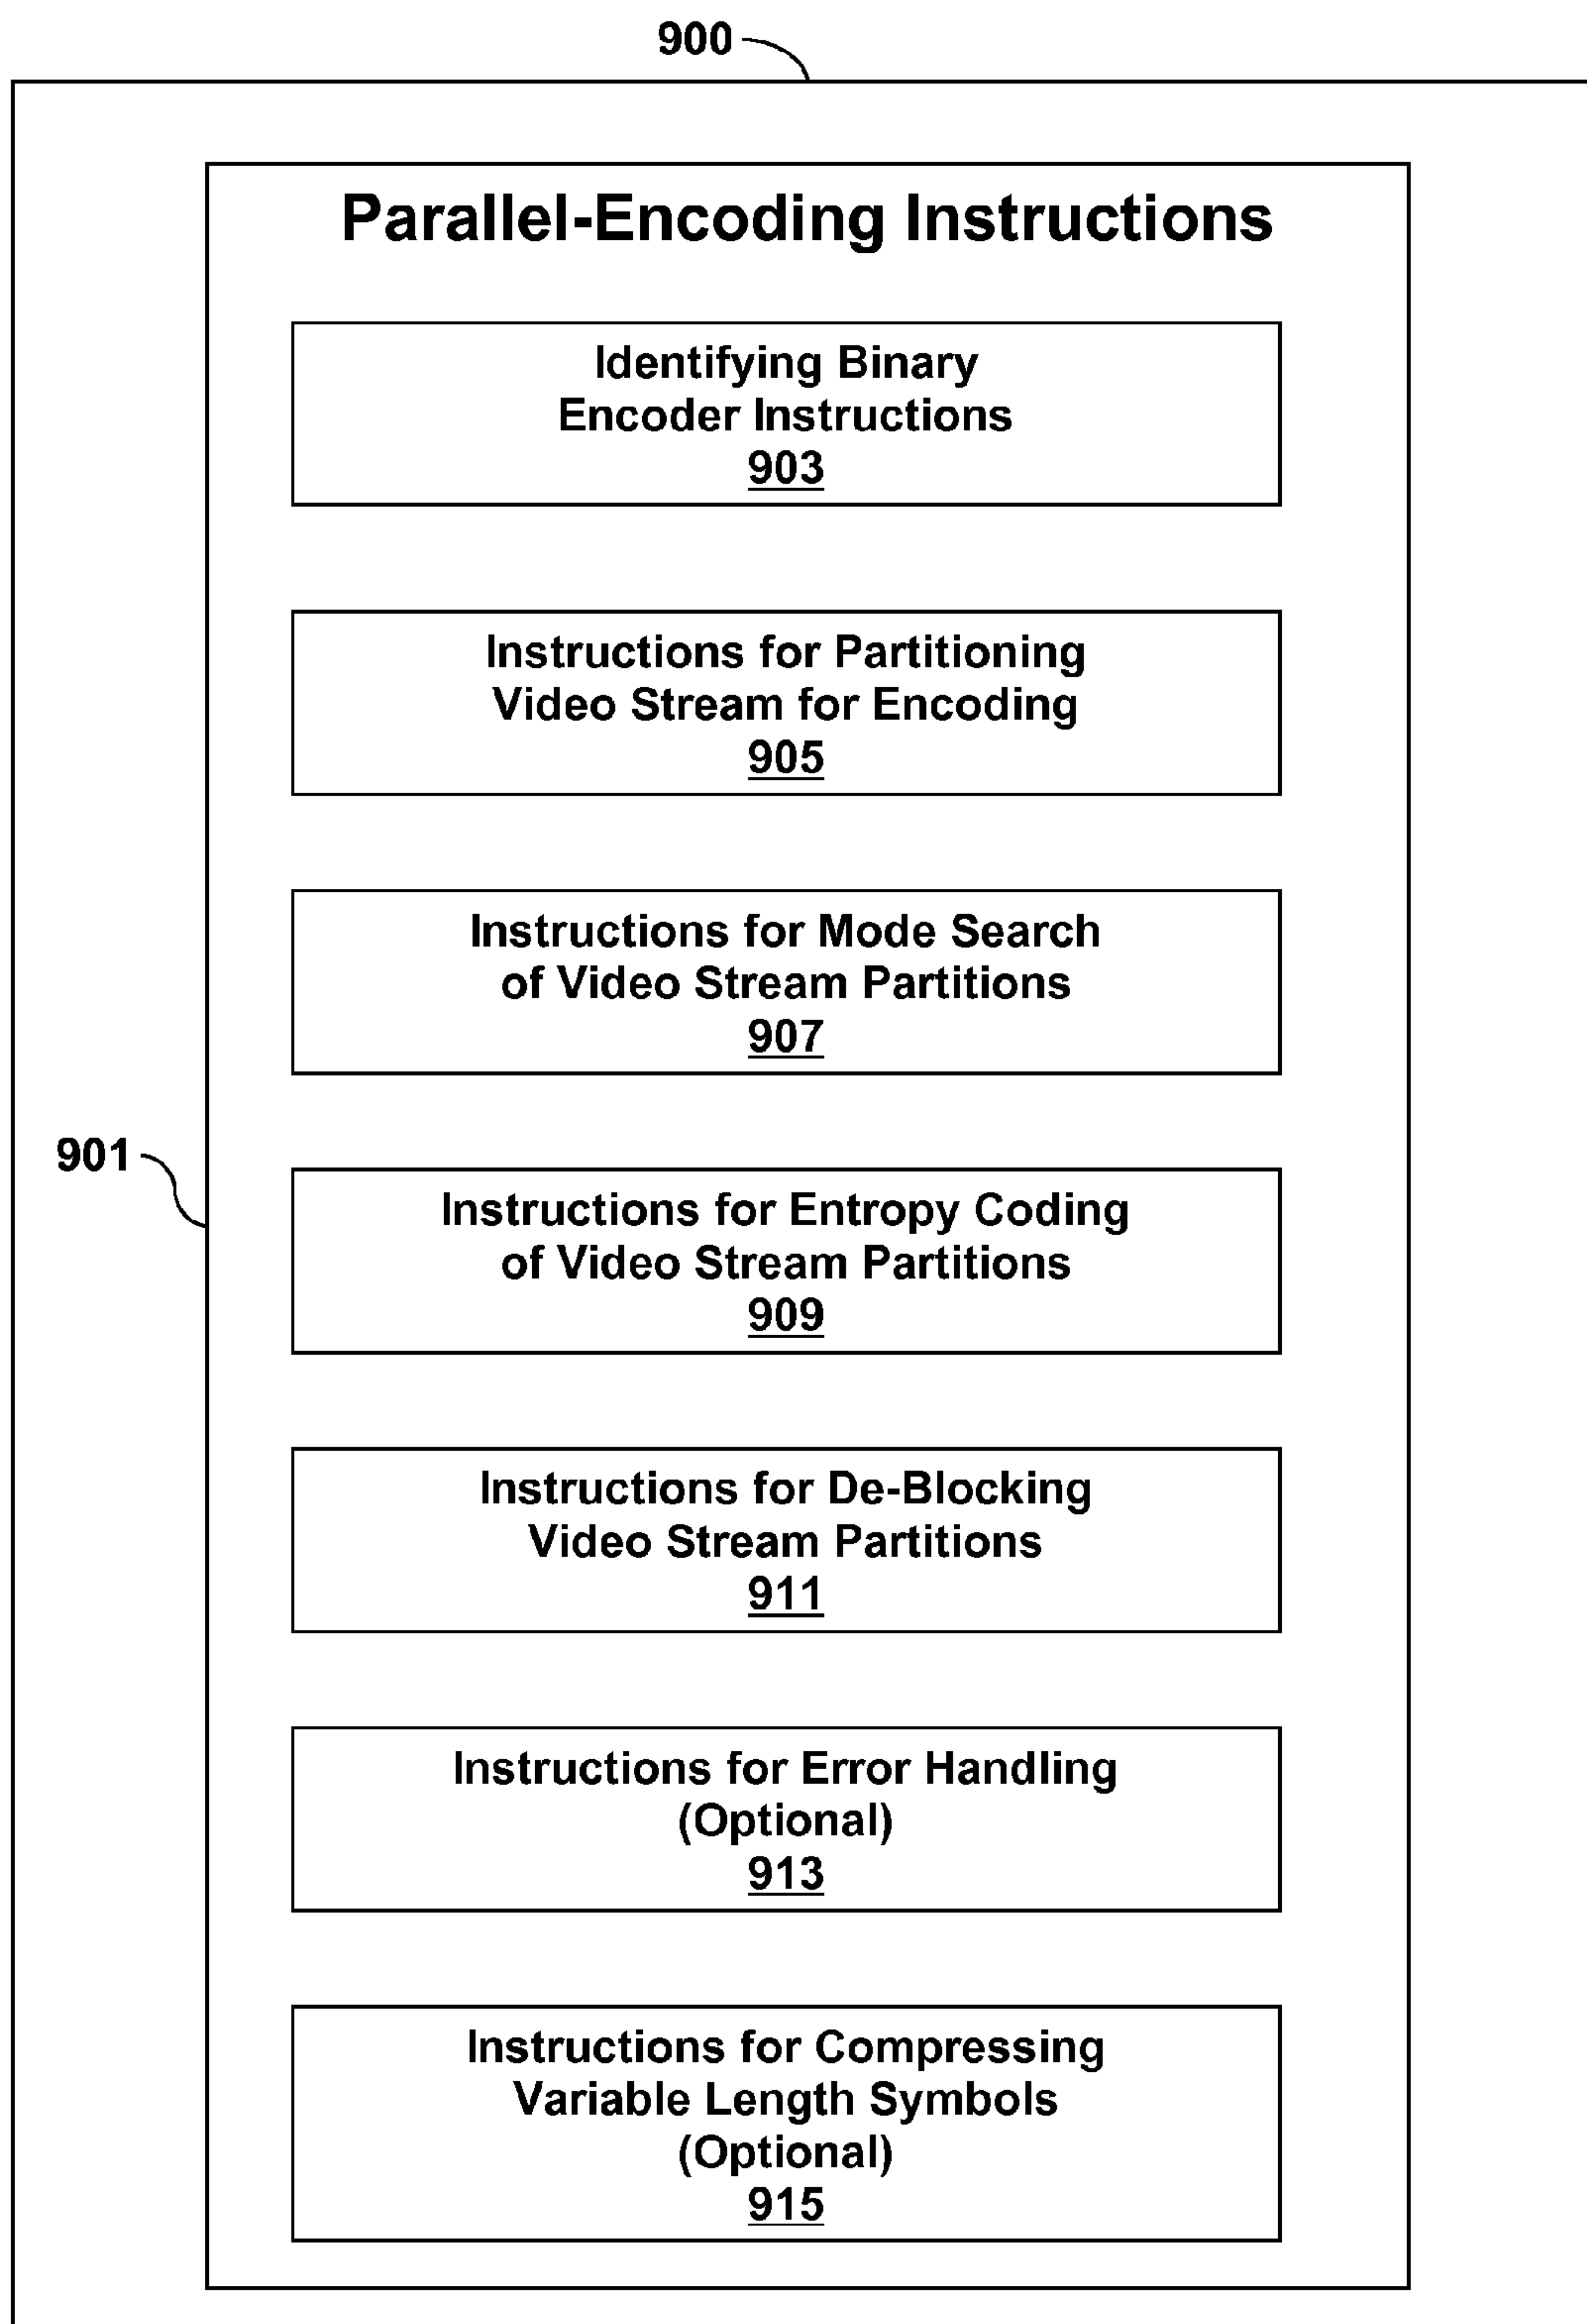 900
Parallel-Encoding Instructions
Identifying Binary
Encoder Instructions
903
Instructions for Partitioning
Video Stream for Encoding
905
Instructions for Mode Search
of Video Stream Partitions
907
901
Instructions for Entropy Coding
of Video Stream Partitions
909
Instructions for De-Blocking
Video Stream Partitions
911
Instructions for Error Handling
(Optional)
913
Instructions for Compressing
Variable Length Symbols
(Optional)
915